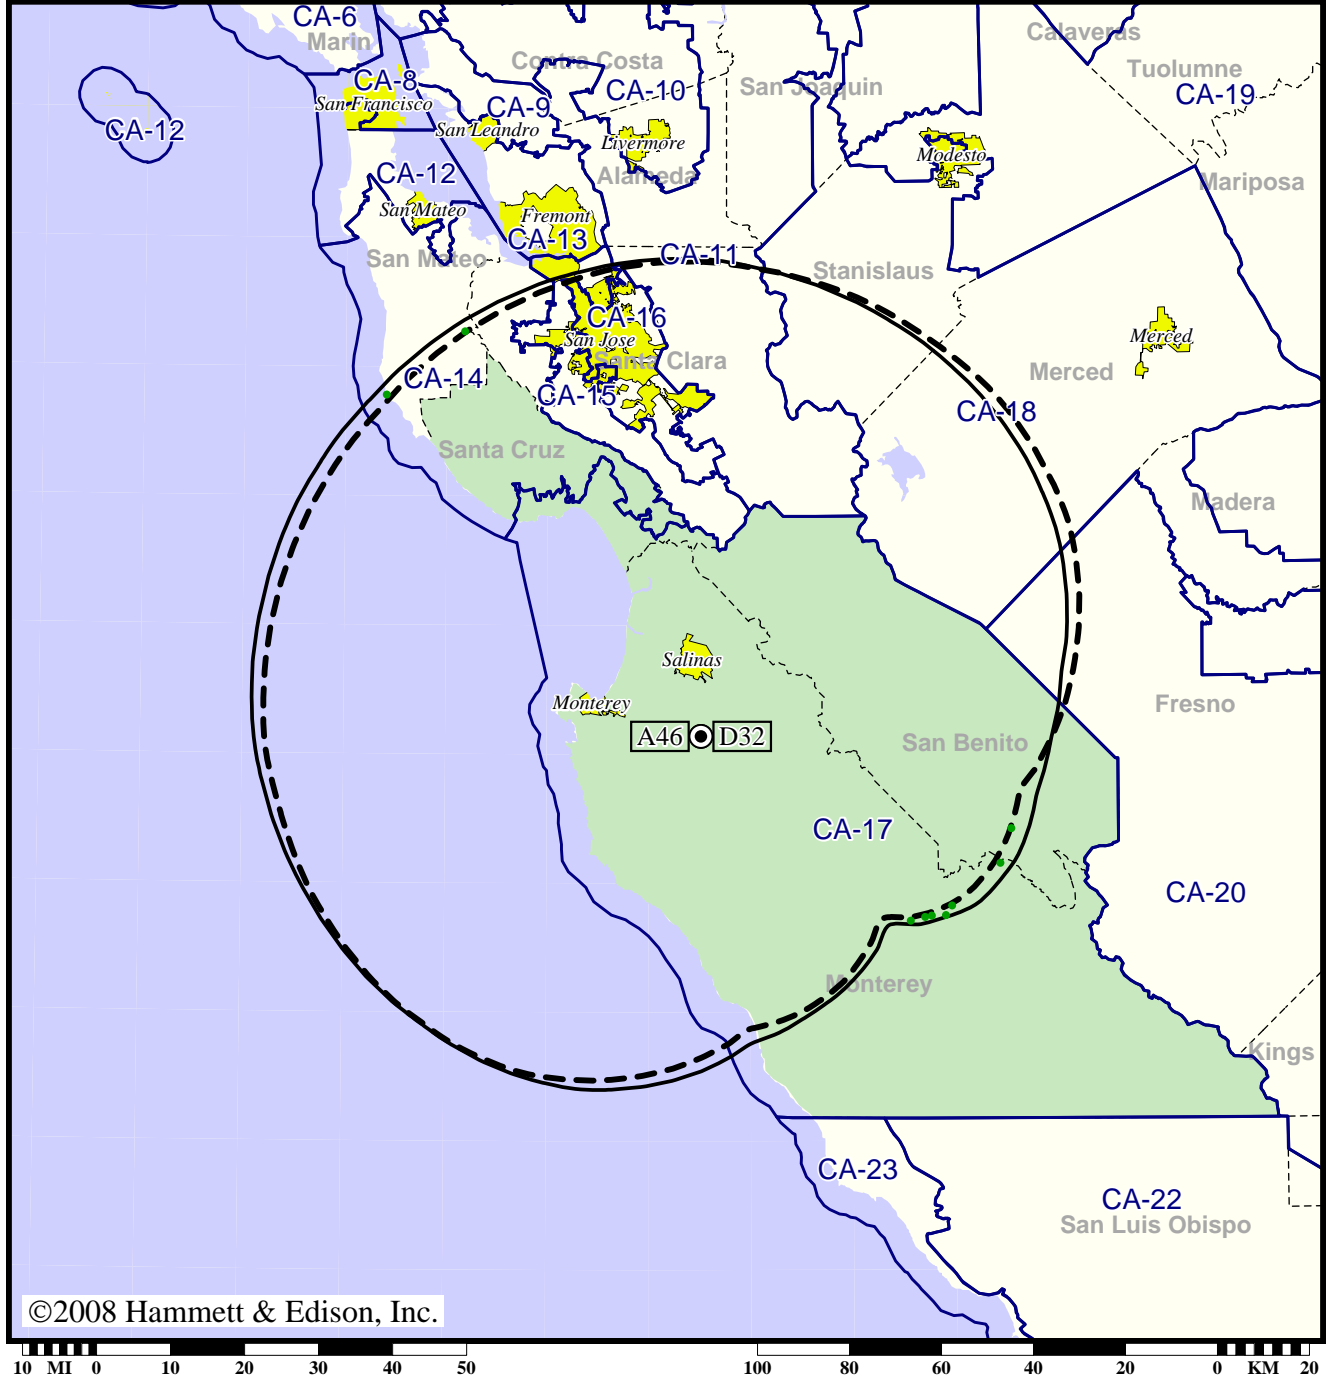 CA-6
Marin
Calaveras
Contra Costa
Tuolumne
CA-8
CA-10
San Joaquin
CA-19
San Francisco
CA-9
CA-12
San Leandro
Livermore
Modesto
CA-12
Alameda
Mariposa
San Mateo
Fremont
CA-13
San Mateo
CA-11
Stanislaus
CA-16
San Jose
Merced
Santa Clara
Merced
CA-14
CA-15
CA-18
Santa Cruz
Madera
Salinas
Monterey
Fresno
A46 D32
San Benito
CA-17
CA-20
Monterey
Kings
CA-23
CA-22
San Luis Obispo
©2008 Hammett & Edison, Inc.
10 MI 0 10 20 30 40 50 100 80 60 40 20 0 KM 20